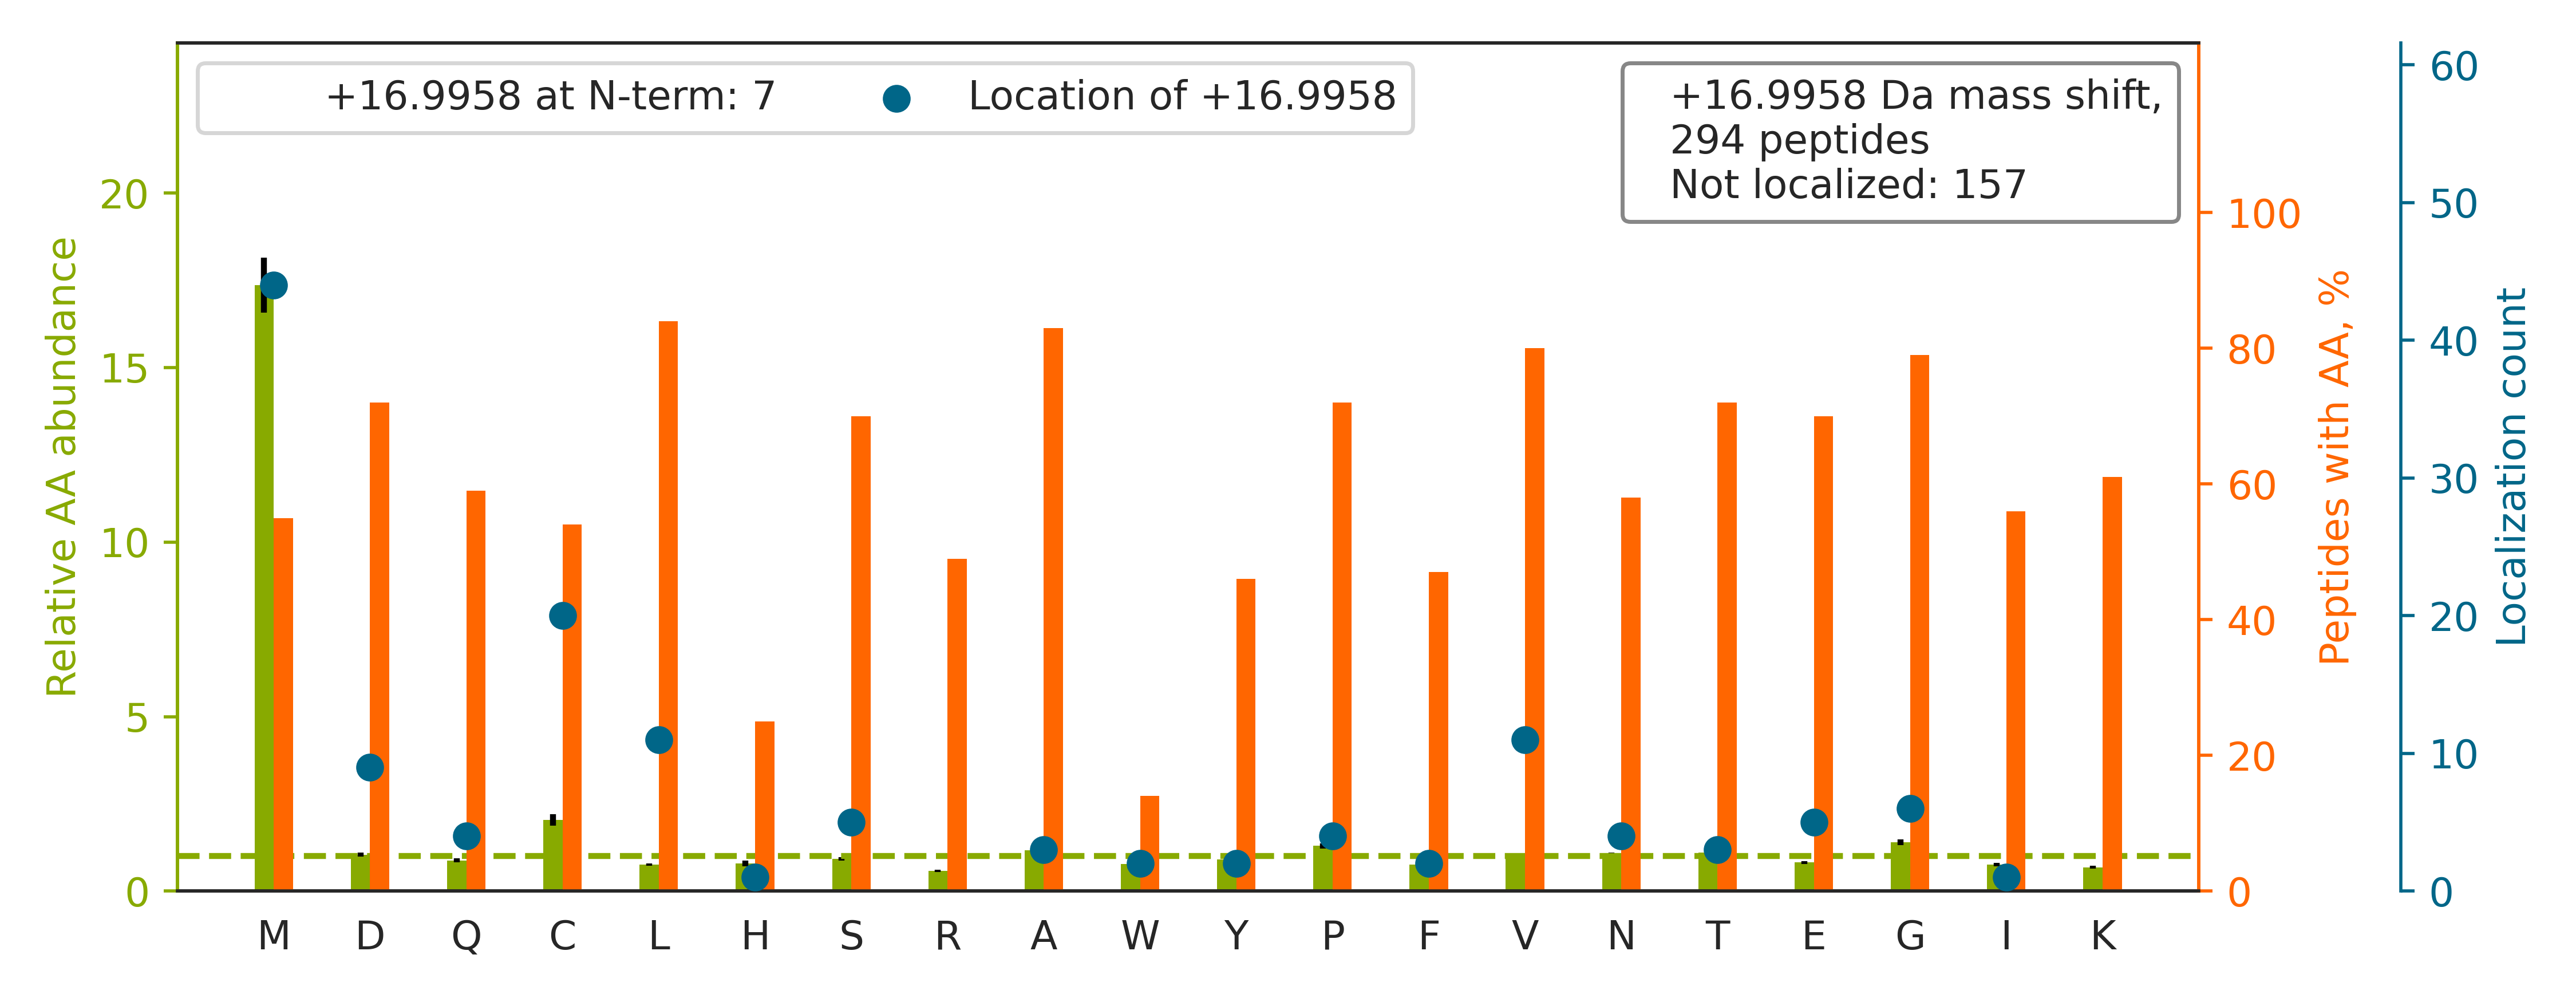 +16.9958 at N-term: 7
Location of +16.9958
+16.9958 Da mass shift,
294 peptides
Not localized: 157
Relative AA abundance
20
15
10
5
0
M D Q C L H S R A W Y P F V N T E G I K
100
80
60
40
20
0
Peptides with AA, %
60
50
40
30
20
10
0
Localization count